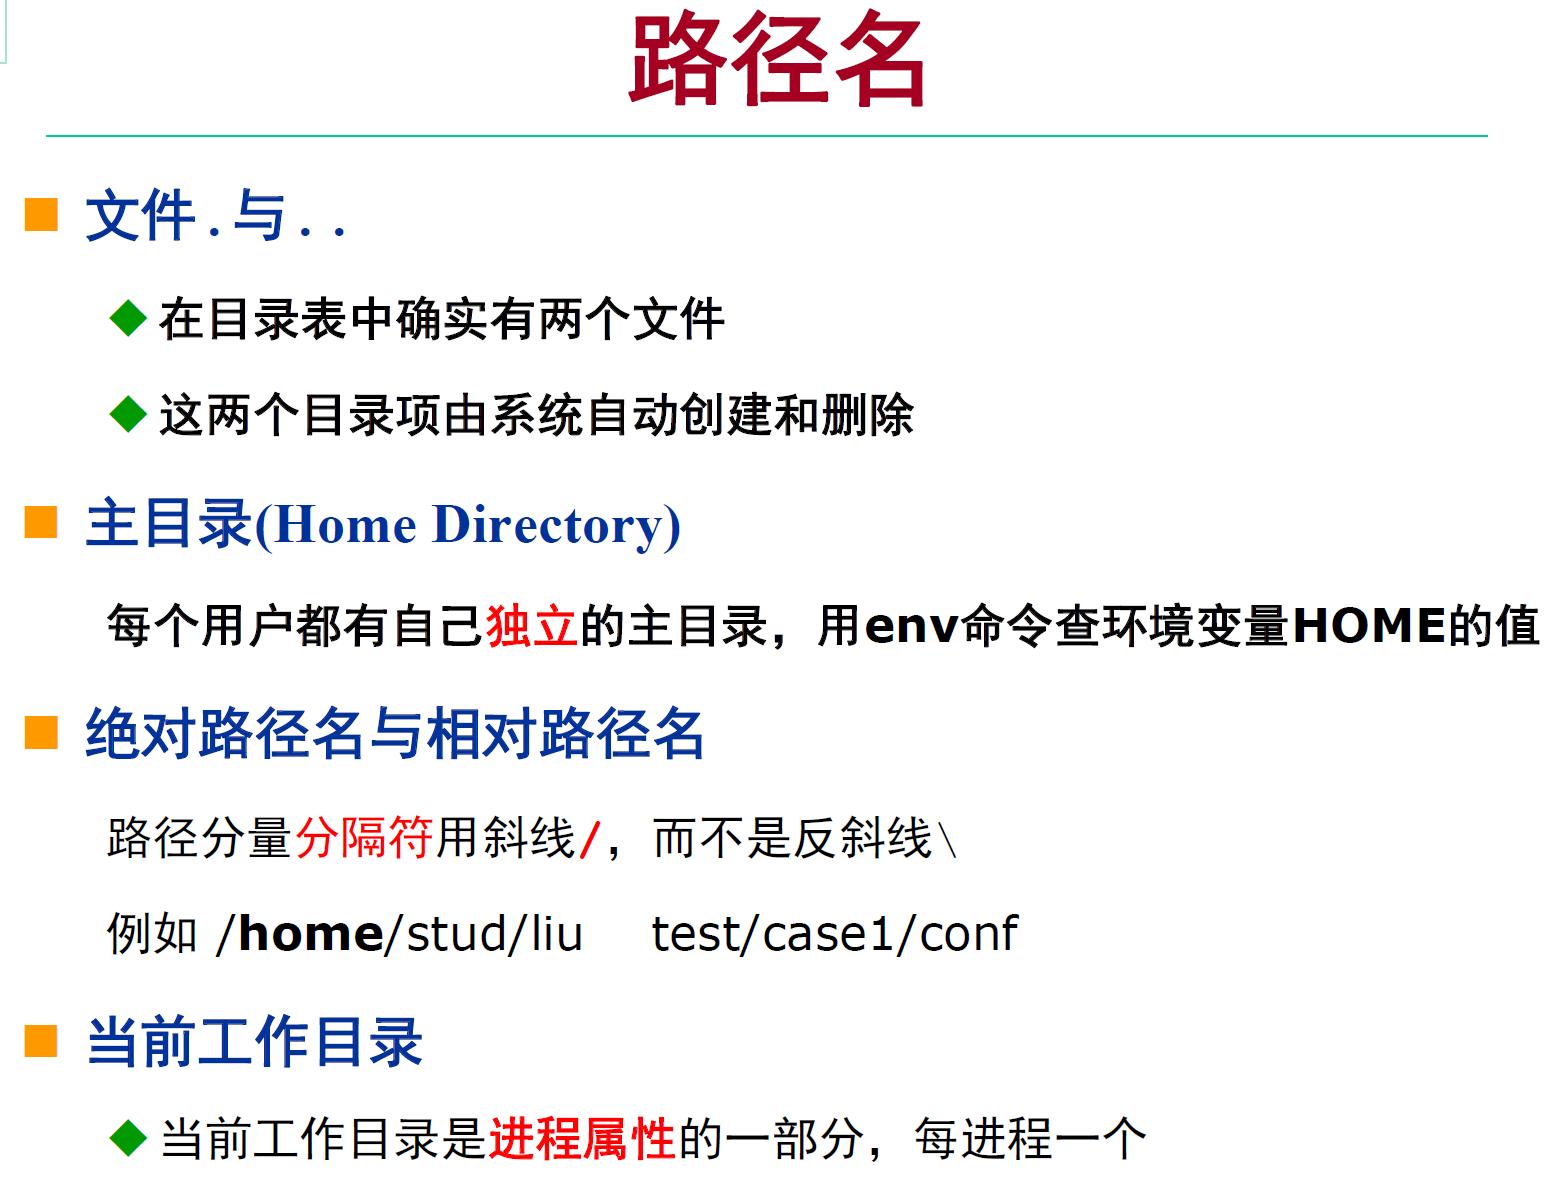 路径名
文件.与..
在目录表中确实有两个文件
这两个目录项由系统自动创建和删除
主目录(Home Directory)
每个用户都有自己独立的主目录，用env命令查环境变量HOME的值
绝对路径名与相对路径名
路径分量分隔符用斜线/，而不是反斜线\
例如 /home/stud/liu test/case1/conf
当前工作目录
当前工作目录是进程属性的一部分，每进程一个